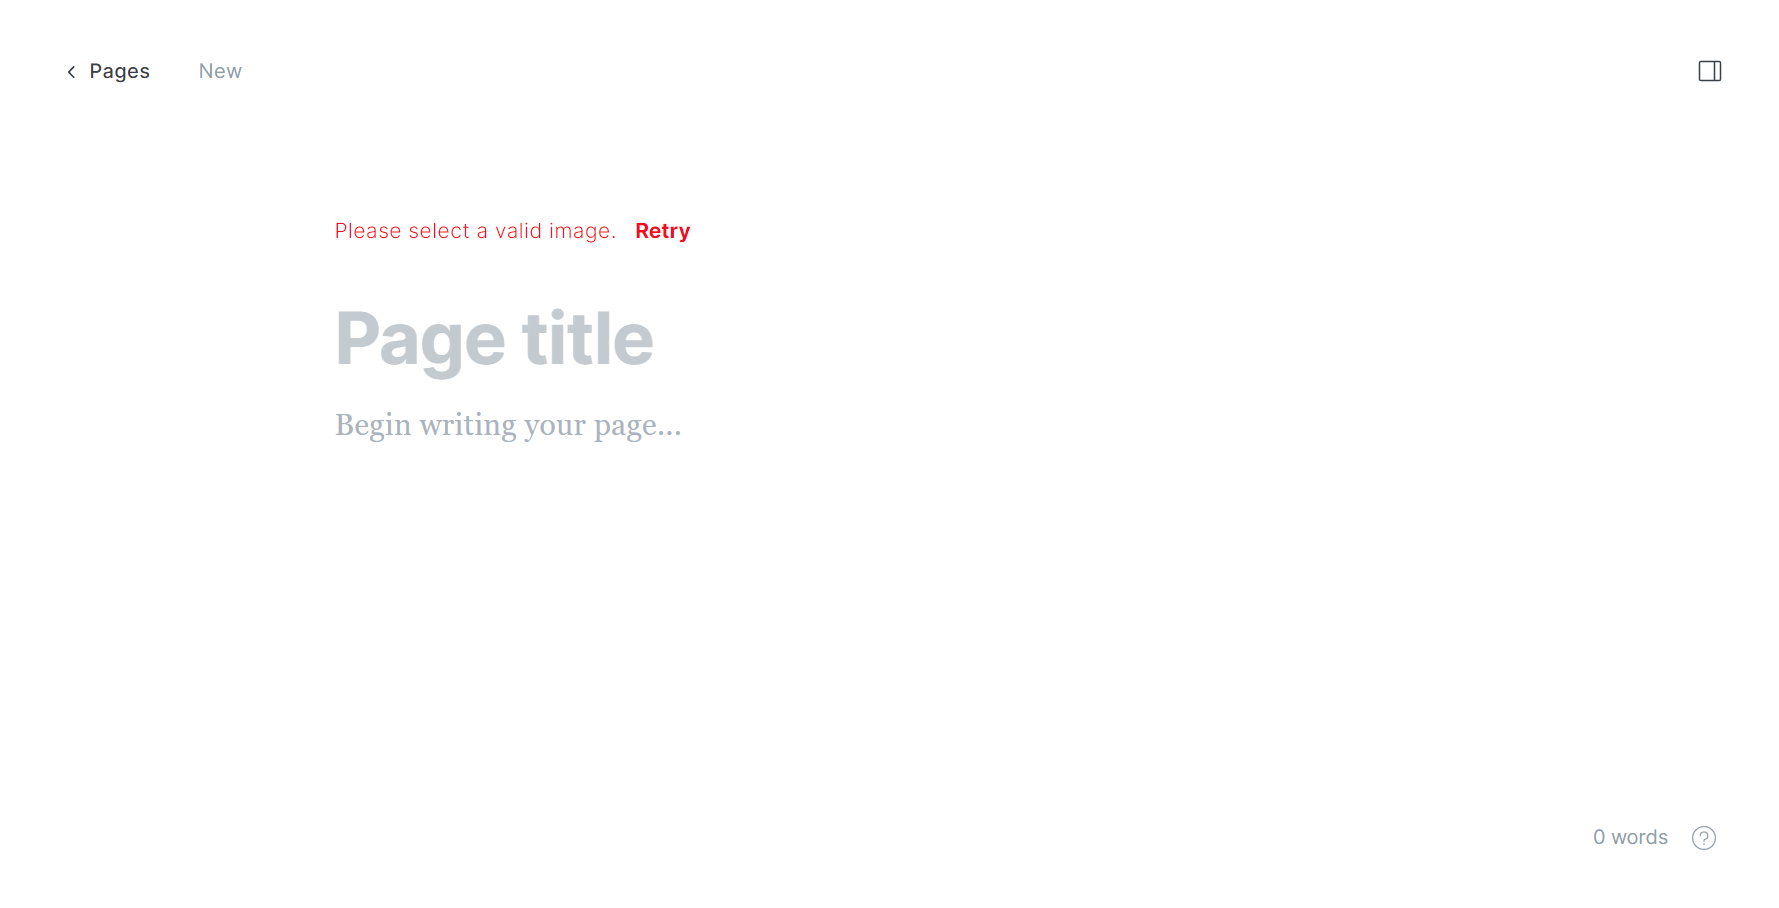 Pages New
Please select a valid image. Retry
Page title
Begin writing your page...
0 words ?